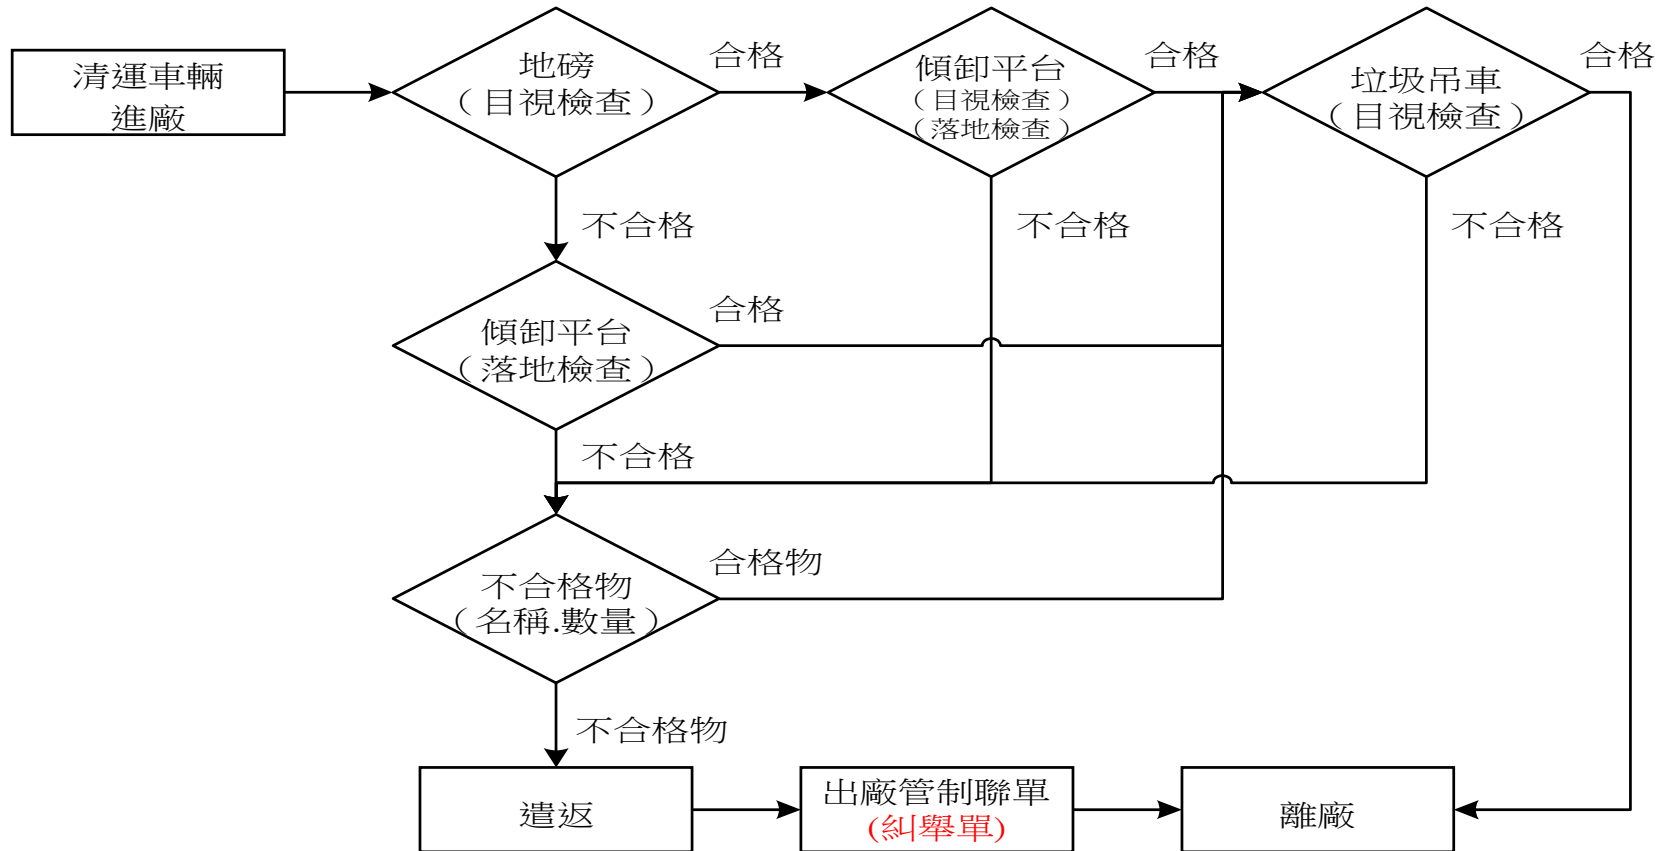 清運車輛
進廠
地磅
（目視檢查）
合格
傾卸平台
（目視檢查）
（落地檢查）
合格
垃圾吊車
（目視檢查）
合格
不合格
不合格
不合格
傾卸平台
（落地檢查）
合格
不合格
不合格物
（名稱.數量）
合格物
不合格物
遣返
出廠管制聯單
(糾舉單)
離廠